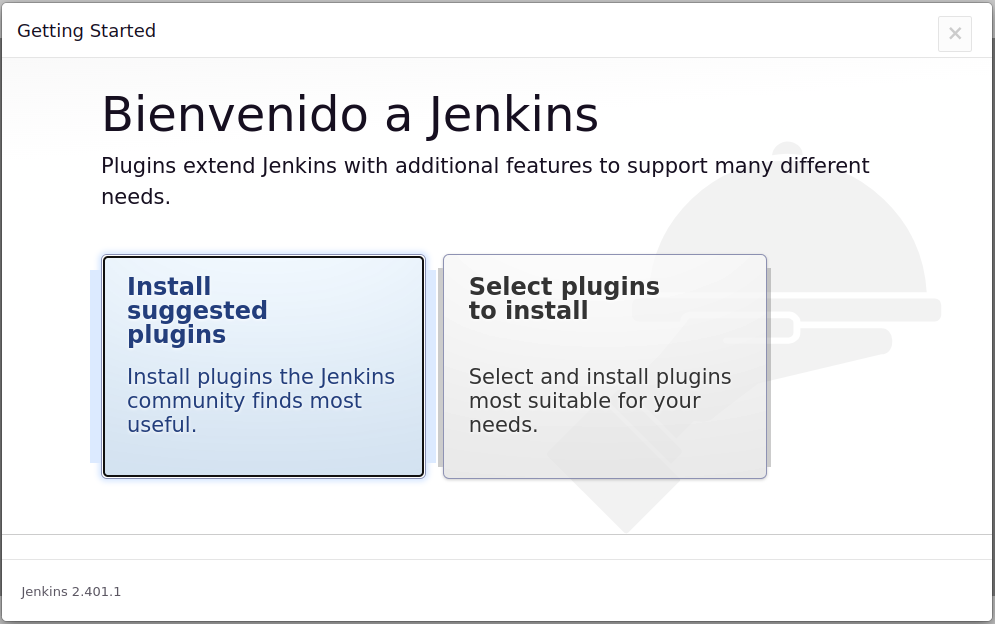 Getting Started
×
Bienvenido a Jenkins
Plugins extend Jenkins with additional features to support many different
needs.
Install
suggested
plugins
Install plugins the Jenkins
community finds most
useful.
Select plugins
to install
Select and install plugins
most suitable for your
needs.
Jenkins 2.401.1